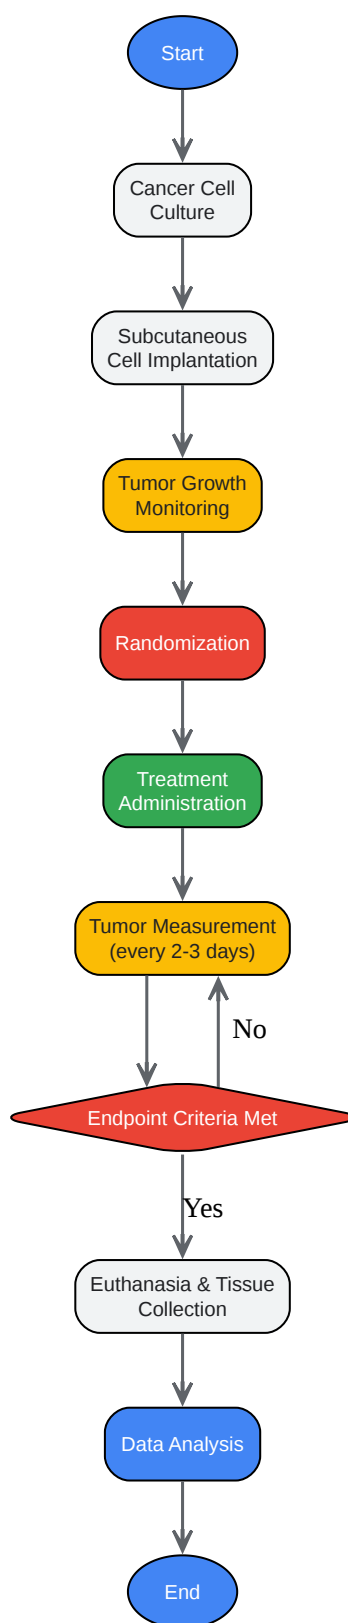 Start
Cancer Cell
Culture
Subcutaneous
Cell Implantation
Tumor Growth
Monitoring
Randomization
Treatment
Administration
Tumor Measurement
(every 2-3 days)
No
Endpoint Criteria Met
Yes
Euthanasia & Tissue
Collection
Data Analysis
End